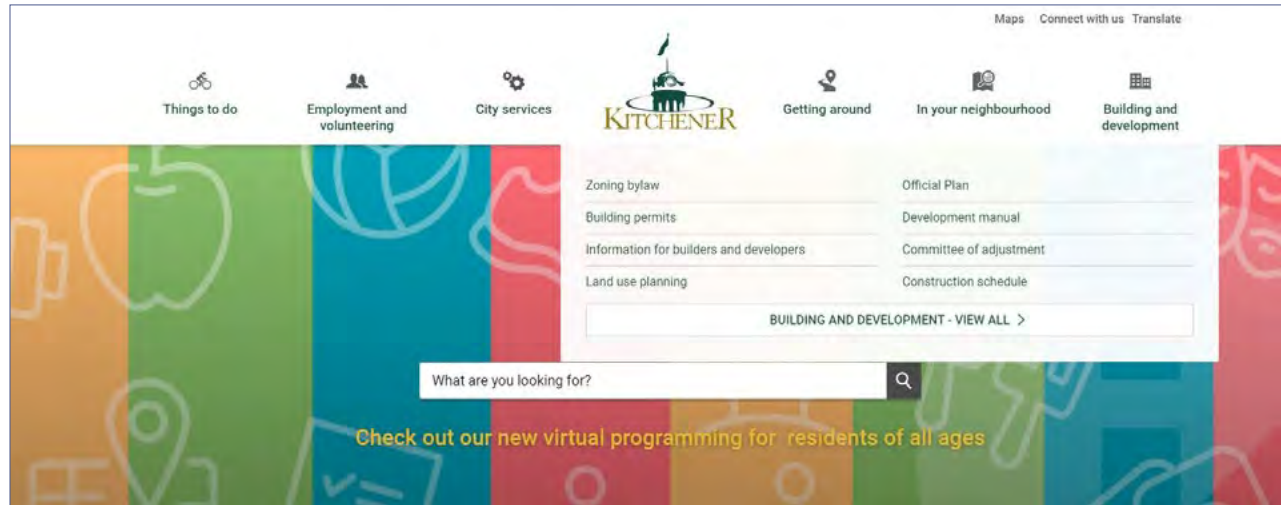 Maps Connect with us Translate
Things to do
Employment and
volunteering
City services
KITCHENER
Getting around
In your neighbourhood
Building and
development
Zoning bylaw
Official Plan
Building permits
Development manual
Information for builders and developers
Committee of adjustment
Land use planning
Construction schedule
BUILDING AND DEVELOPMENT - VIEW ALL >
What are you looking for?
Check out our new virtual programming for residents of all ages